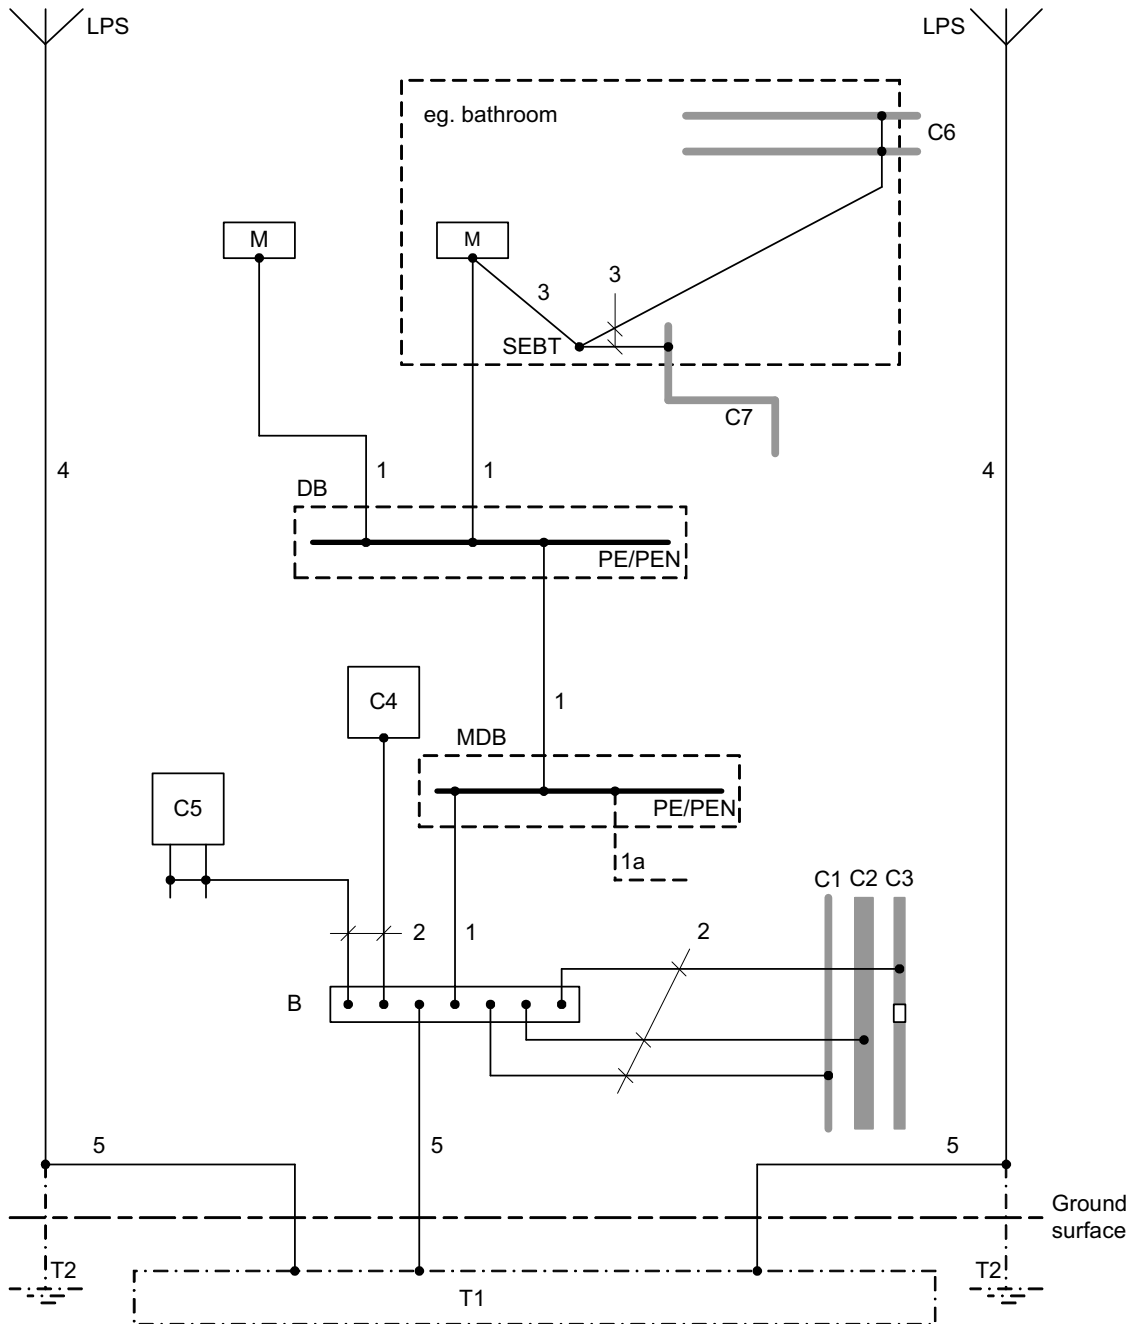 LPS
LPS
eg. bathroom
C6
M
M
3
3
SEBT
C7
4
1
1
4
DB
PE/PEN
C4
1
MDB
C5
PE/PEN
1a
C1 C2 C3
2
1
2
B
5
5
5
Ground
surface
T2
T2
T1